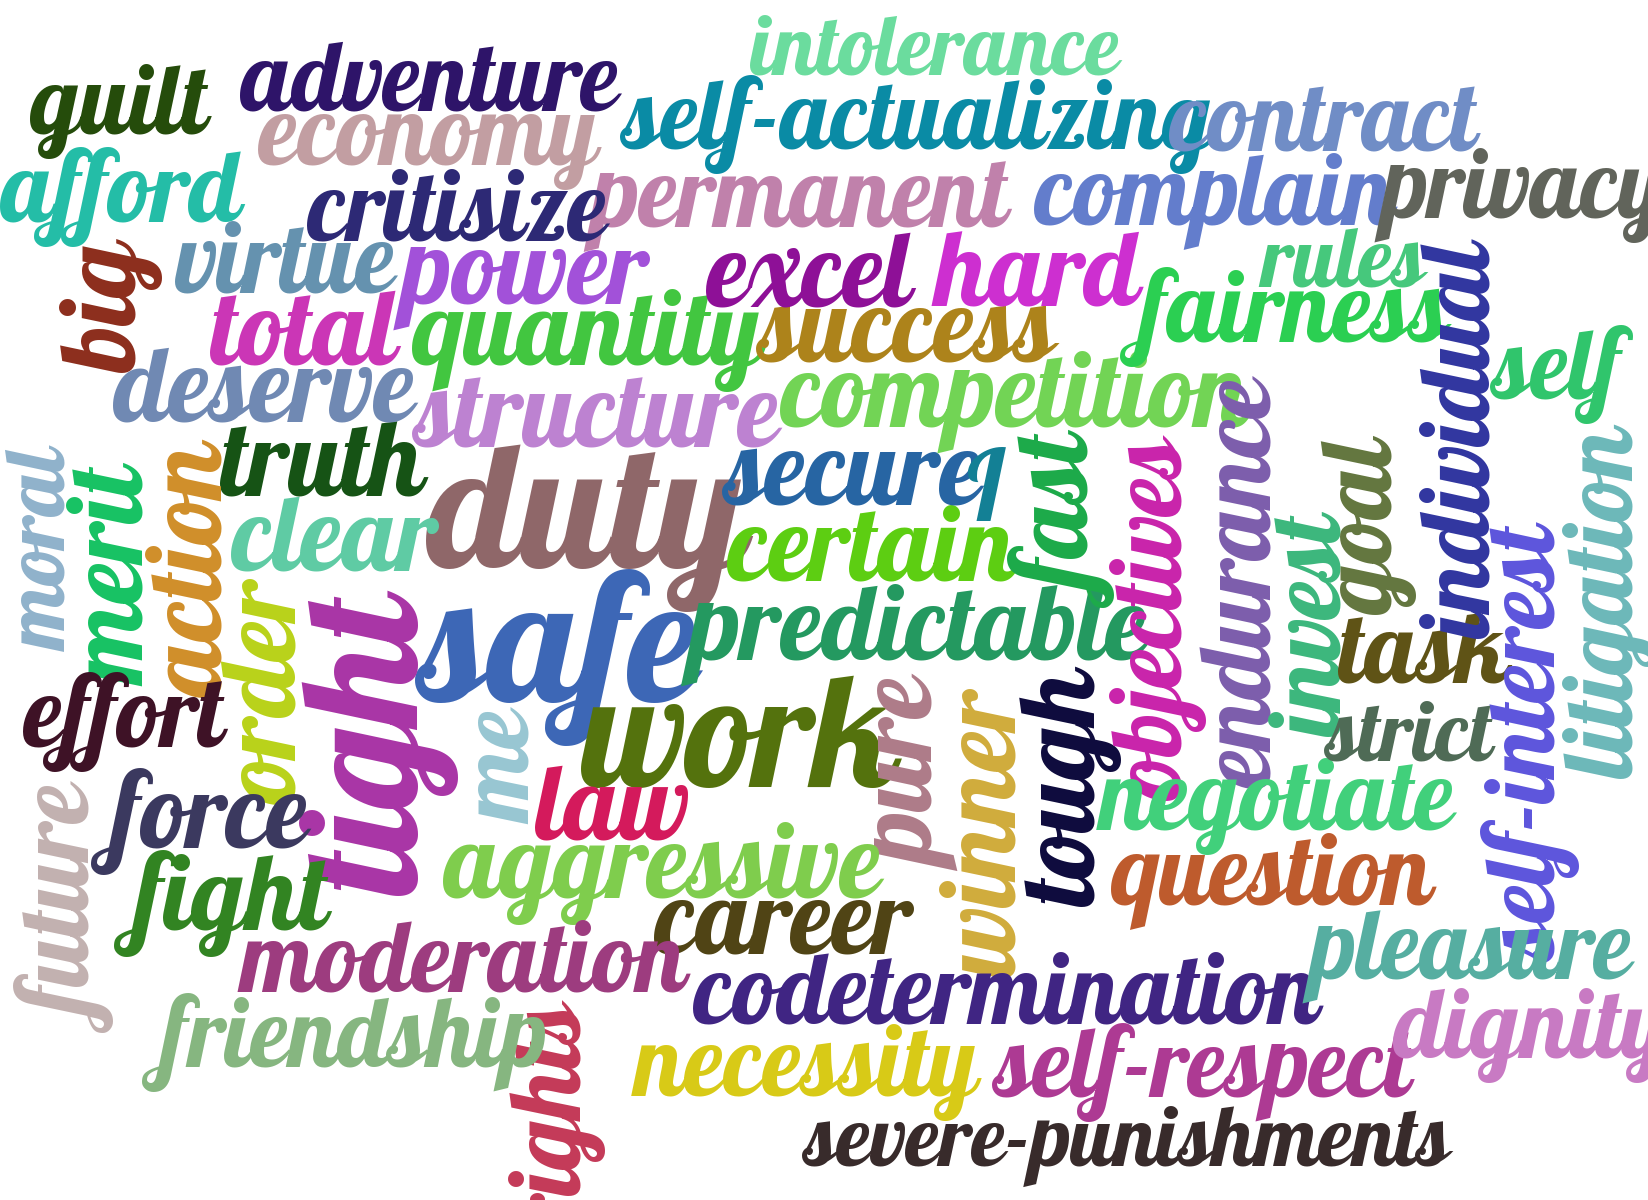 intolerance
guilt
adventure
economy
self-actualizing
contract
afford
critisize
permanent
complain
privacy
big
virtue
power
excel
hard
rules
fairness
individual
total
quantity
success
self
deserve
structure
competition
endurance
moral
merit
action
truth
duty
secure
q
fast
objectives
goal
litigation
clear
certain
invest
order
tight
safe
predictable
task
self-interest
effort
me
work
pure
winner
tough
strict
future
force
law
negotiate
fight
aggressive
question
career
moderation
codetermination
pleasure
friendship
rights
necessity
self-respect
dignity
severe-punishments